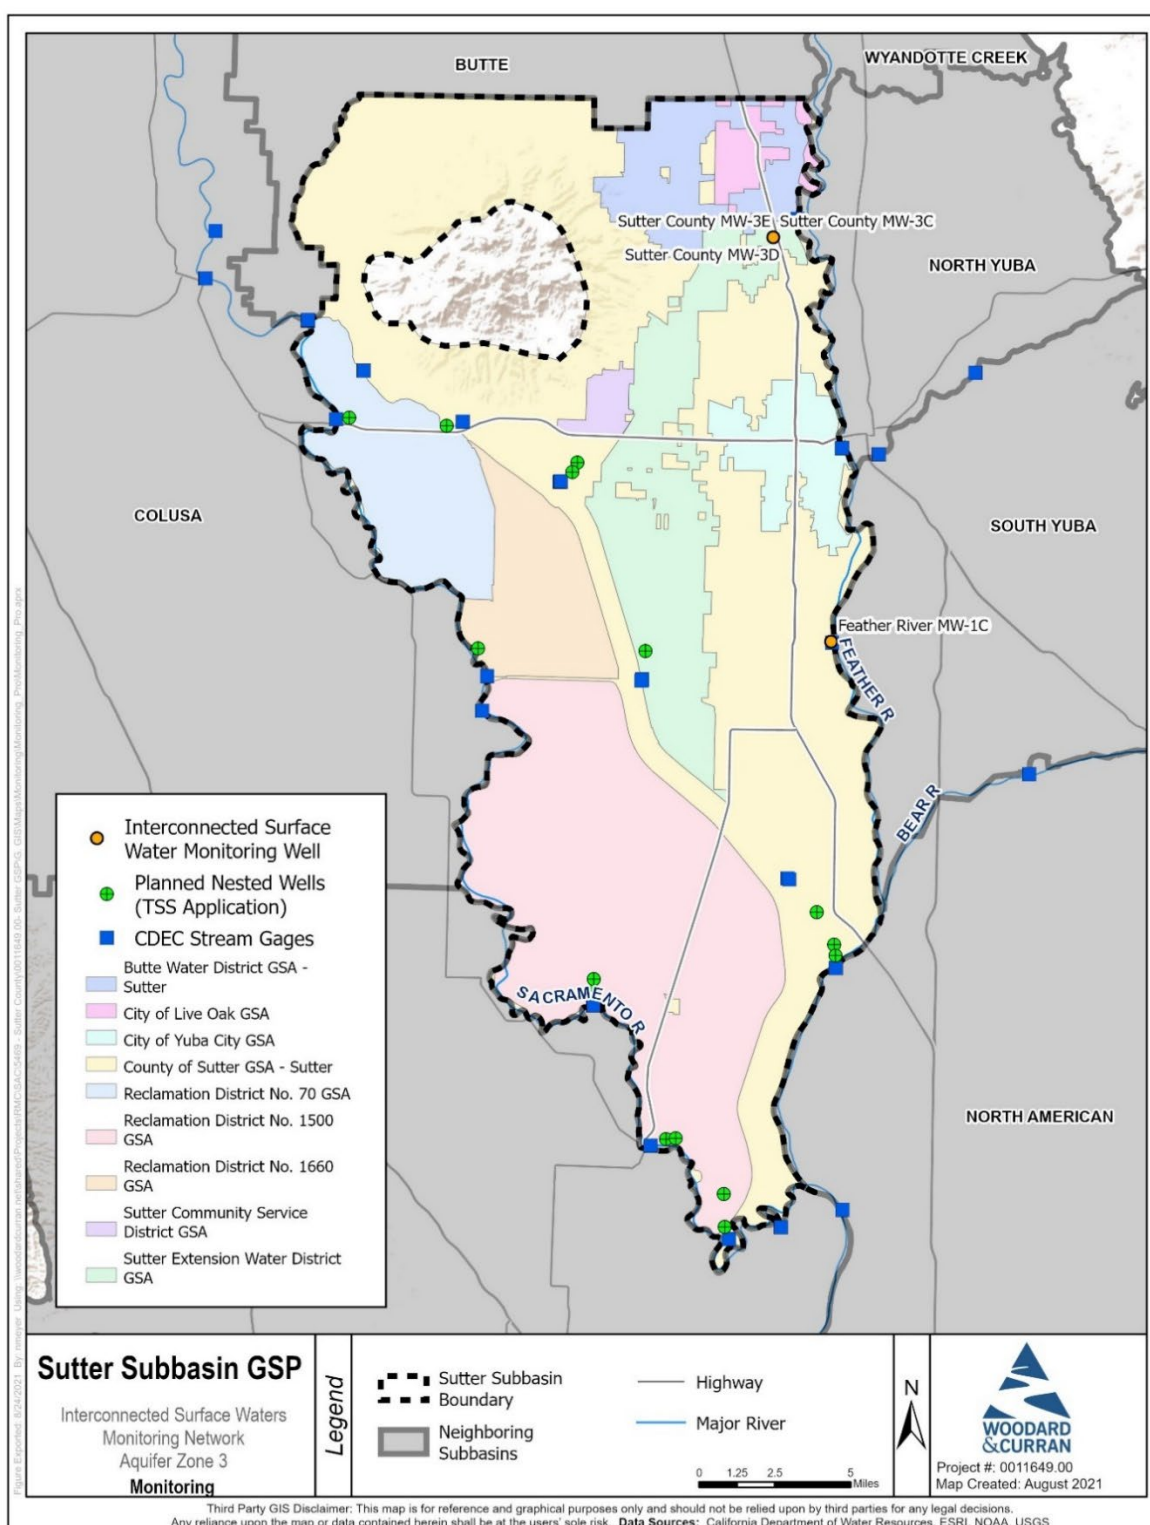 BUTTE
WYANDOTTE CREEK
Sutter County MW-3E
Sutter County MW-3C
Sutter County MW-3D
NORTH YUBA
COLUSA
SOUTH YUBA
Feather River MW-1C
FEATHER R
BEAR R
SACRAMENTO R
NORTH AMERICAN
Interconnected Surface
Water Monitoring Well
Planned Nested Wells
(TSS Application)
CDEC Stream Gages
Butte Water District GSA -
Sutter
City of Live Oak GSA
City of Yuba City GSA
County of Sutter GSA - Sutter
Reclamation District No. 70 GSA
Reclamation District No. 1500
GSA
Reclamation District No. 1660
GSA
Sutter Community Service
District GSA
Sutter Extension Water District
GSA
Sutter Subbasin GSP
Interconnected Surface Waters
Monitoring Network
Aquifer Zone 3
Monitoring
Legend
Sutter Subbasin
Boundary
Neighboring
Subbasins
Highway
Major River
0 1.25 2.5 5
Miles
N
WOODARD
&CURRAN
Project #: 0011649.00
Map Created: August 2021
Third Party GIS Disclaimer: This map is for reference and graphical purposes only and should not be relied upon by third parties for any legal decisions.
Any reliance upon the map or data contained herein shall be at the users' sole risk. Data Sources: California Department of Water Resources, ESRI, NOAA, USGS